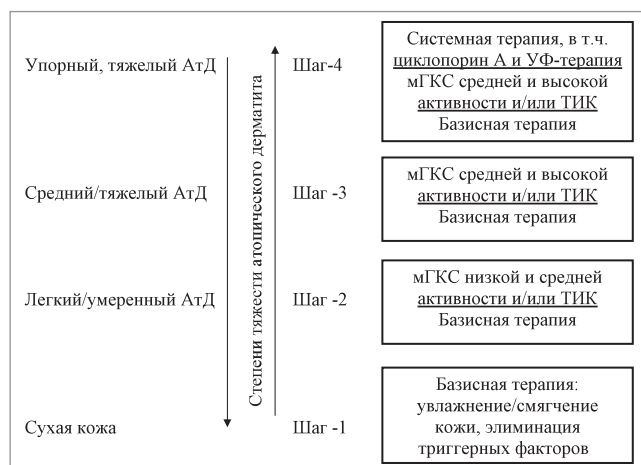 Упорный, тяжелый АтД
Шаг-4
Системная терапия, в т.ч.
циклопорин А и УФ-терапия
мГКС средней и высокой
активности и/или ТИК
Базисная терапия
Степени тяжести атопического дерматита
Средний/тяжелый АтД
Шаг -3
мГКС средней и высокой
активности и/или ТИК
Базисная терапия
Легкий/умеренный АтД
Шаг -2
мГКС низкой и средней
активности и/или ТИК
Базисная терапия
Сухая кожа
Шаг -1
Базисная терапия:
увлажнение/смягчение
кожи, элиминация
триггерных факторов